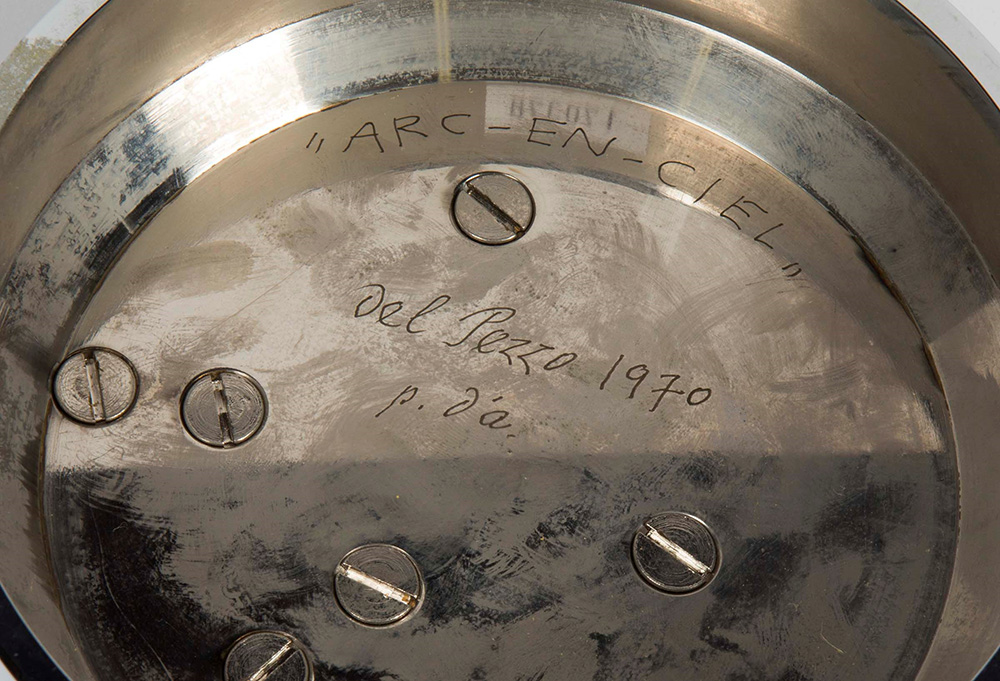 "ARC-EN-CIEL"
del Pezzo 1970
p. d'a.